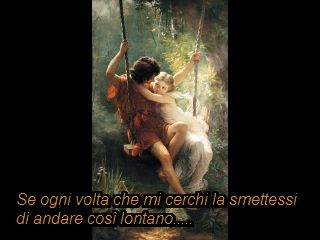 Se ogni volta che mi cerchi la smettessi
di andare così lontano.....